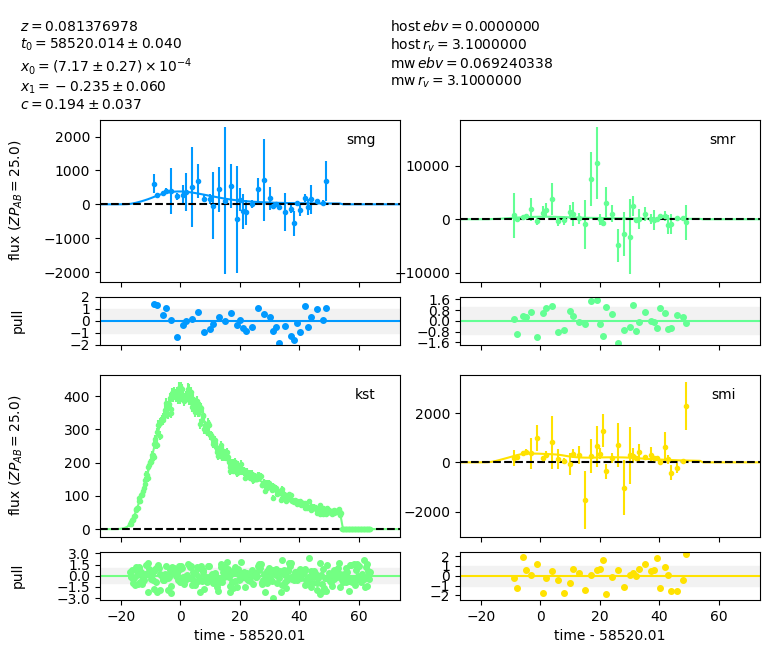 z = 0.081376978
t₀ = 58520.014 ± 0.040
x₀ = (7.17 ± 0.27) × 10⁻⁴
x₁ = −0.235 ± 0.060
c = 0.194 ± 0.037
host ebv = 0.0000000
host r_v = 3.1000000
mw ebv = 0.069240338
mw r_v = 3.1000000
flux (ZP_AB = 25.0)
2000
1000
0
−1000
−2000
smg
10000
0
−10000
smr
pull
2
1
0
−1
−2
1.6
0.8
0.0
−0.8
−1.6
flux (ZP_AB = 25.0)
400
300
200
100
0
kst
2000
0
−2000
smi
pull
3.0
1.5
0.0
−1.5
−3.0
2
1
0
−1
−2
−20 0 20 40 60
time - 58520.01
−20 0 20 40 60
time - 58520.01